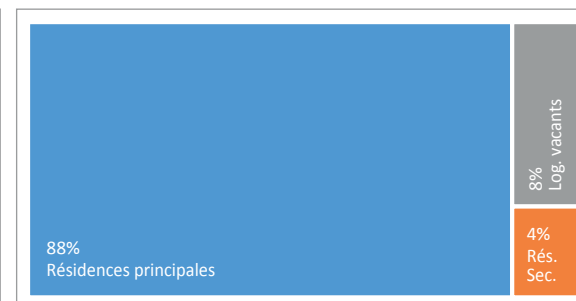 88%
Résidences principales
8%
Log. vacants
4%
Rés.
Sec.